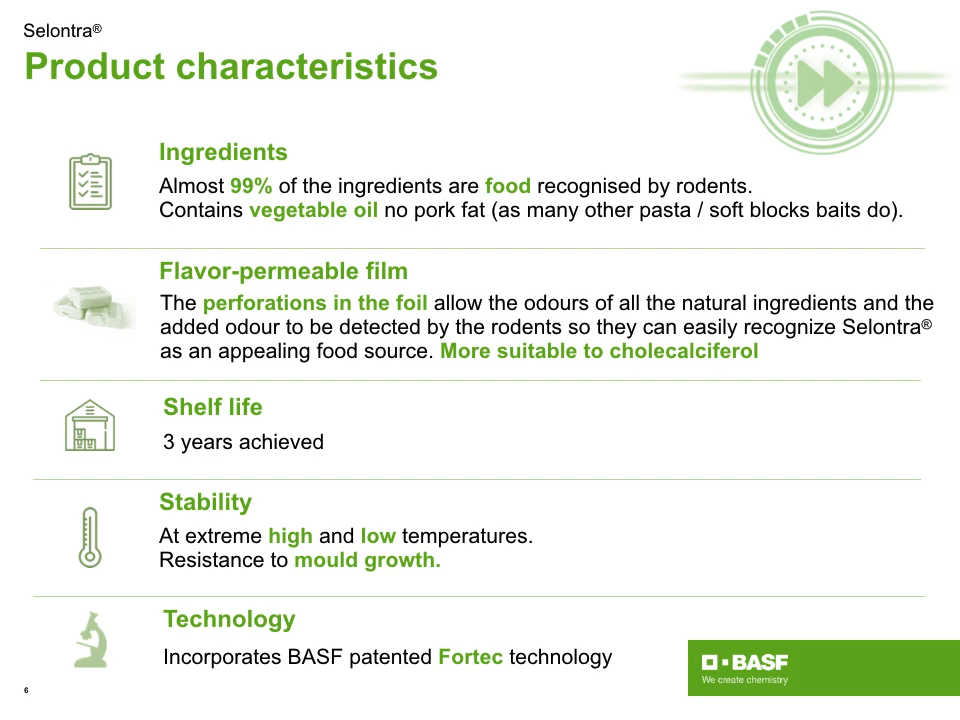 Selontra®
Product characteristics
Ingredients
Almost 99% of the ingredients are food recognised by rodents.
Contains vegetable oil no pork fat (as many other pasta / soft blocks baits do).
Flavor-permeable film
The perforations in the foil allow the odours of all the natural ingredients and the
added odour to be detected by the rodents so they can easily recognize Selontra®
as an appealing food source. More suitable to cholecalciferol
Shelf life
3 years achieved
Stability
At extreme high and low temperatures.
Resistance to mould growth.
Technology
Incorporates BASF patented Fortec technology
BASF
We create chemistry
6